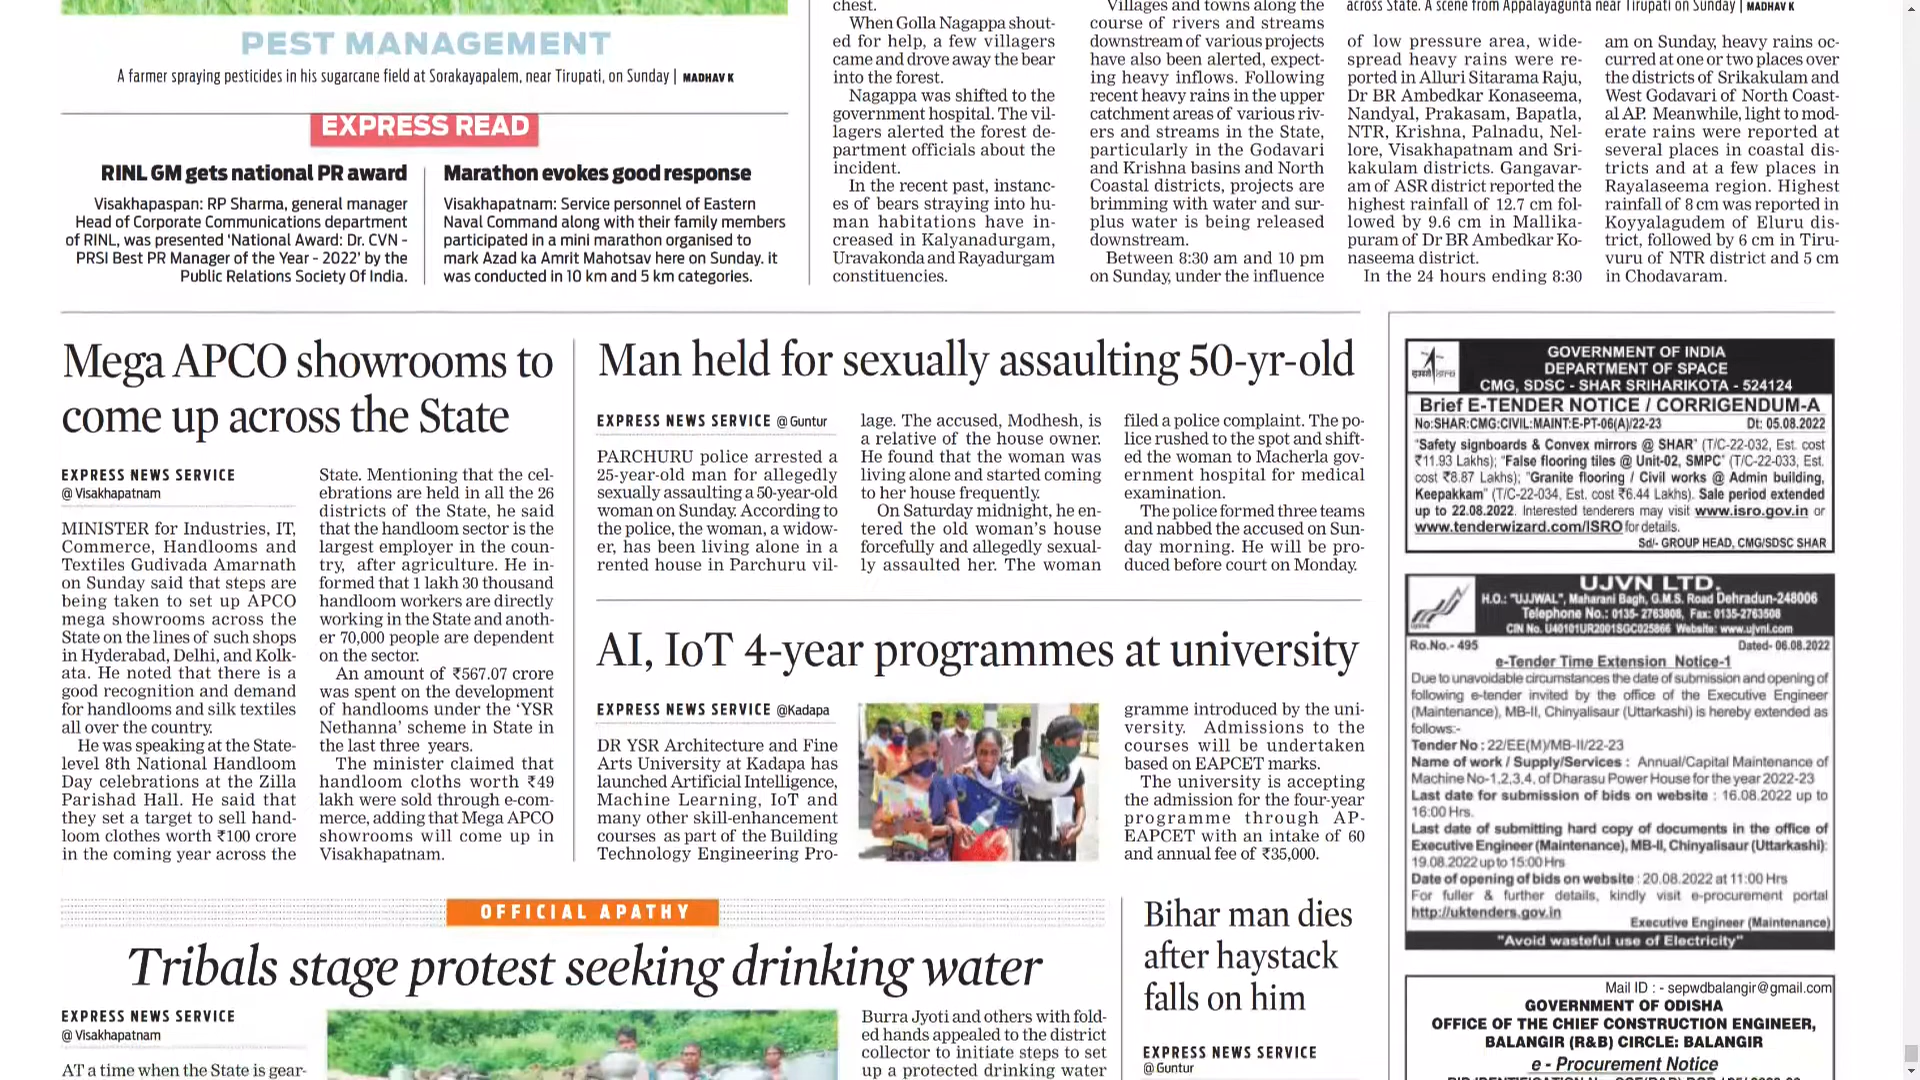 PEST MANAGEMENT
A farmer spraying pesticides in his sugarcane field at Sorakayapalem, near Tirupati, on Sunday | MADHAV K
EXPRESS READ
RINL GM gets national PR award
Visakhapaspan: RP Sharma, general manager
Head of Corporate Communications department
of RINL, was presented ‘National Award: Dr. CVN -
PRSI Best PR Manager of the Year - 2022’ by the
Public Relations Society Of India.
Marathon evokes good response
Visakhapatnam: Service personnel of Eastern
Naval Command along with their family members
participated in a mini marathon organised to
mark Azad ka Amrit Mahotsav here on Sunday. it
was conducted in 10 km and 5 km categories.
chest.
When Golla Nagappa shout-
ed for help, a few villagers
came and drove away the bear
into the forest.
Nagappa was shifted to the
government hospital. The vil-
lagers alerted the forest de-
partment officials about the
incident.
In the recent past, instanc-
es of bears straying into hu-
man habitations have in-
creased in Kalyanadurgam,
Uravakonda and Rayadurgam
constituencies.
Villages and towns along the
course of rivers and streams
downstream of various projects
have also been alerted, expect-
ing heavy inflows. Following
recent heavy rains in the upper
catchment areas of various riv-
ers and streams in the State,
particularly in the Godavari
and Krishna basins and North
Coastal districts, projects are
brimming with water and sur-
plus water is being released
downstream.
Between 8:30 am and 10 pm
on Sunday, under the influence
across State. A scene from Appalayagunta near Tirupati on Sunday | MADHAV K
of low pressure area, wide-
spread heavy rains were re-
ported in Alluri Sitarama Raju,
Dr BR Ambedkar Konaseema,
Nandyal, Prakasam, Bapatla,
NTR, Krishna, Palnadu, Nel-
lore, Visakhapatnam and Sri-
kakulam districts. Gangavar-
am of ASR district reported the
highest rainfall of 12.7 cm fol-
lowed by 9.6 cm in Mallika-
puram of Dr BR Ambedkar Ko-
naseema district.
In the 24 hours ending 8:30
am on Sunday, heavy rains oc-
curred at one or two places over
the districts of Srikakulam and
West Godavari of North Coast-
al AP. Meanwhile, light to mod-
erate rains were reported at
several places in coastal dis-
tricts and at a few places in
Rayalaseema region. Highest
rainfall of 8 cm was reported in
Koyyalagudem of Eluru dis-
trict, followed by 6 cm in Tiru-
vuru of NTR district and 5 cm
in Chodavaram.
Mega APCO showrooms to
come up across the State
EXPRESS NEWS SERVICE
@ Visakhapatnam
MINISTER for Industries, IT,
Commerce, Handlooms and
Textiles Gudivada Amarnath
on Sunday said that steps are
being taken to set up APCO
mega showrooms across the
State on the lines of such shops
in Hyderabad, Delhi, and Kolk-
ata. He noted that there is a
good recognition and demand
for handlooms and silk textiles
all over the country.
He was speaking at the State-
level 8th National Handloom
Day celebrations at the Zilla
Parishad Hall. He said that
they set a target to sell hand-
loom clothes worth ₹100 crore
in the coming year across the
State. Mentioning that the cel-
ebrations are held in all the 26
districts of the State, he said
that the handloom sector is the
largest employer in the coun-
try, after agriculture. He in-
formed that 1 lakh 30 thousand
handloom workers are directly
working in the State and anoth-
er 70,000 people are dependent
on the sector.
An amount of ₹567.07 crore
was spent on the development
of handlooms under the ‘YSR
Nethanna’ scheme in State in
the last three years.
The minister claimed that
handloom cloths worth ₹49
lakh were sold through e-com-
merce, adding that Mega APCO
showrooms will come up in
Visakhapatnam.
Man held for sexually assaulting 50-yr-old
EXPRESS NEWS SERVICE @ Guntur
PARCHURU police arrested a
25-year-old man for allegedly
sexually assaulting a 50-year-old
woman on Sunday. According to
the police, the woman, a widow-
er, has been living alone in a
rented house in Parchuru vil-
lage. The accused, Modhesh, is
a relative of the house owner.
He found that the woman was
living alone and started coming
to her house frequently.
On Saturday midnight, he en-
tered the old woman’s house
forcefully and allegedly sexual-
ly assaulted her. The woman
filed a police complaint. The po-
lice rushed to the spot and shift-
ed the woman to Macherla gov-
ernment hospital for medical
examination.
The police formed three teams
and nabbed the accused on Sun-
day morning. He will be pro-
duced before court on Monday.
AI, IoT 4-year programmes at university
EXPRESS NEWS SERVICE @Kadapa
DR YSR Architecture and Fine
Arts University at Kadapa has
launched Artificial Intelligence,
Machine Learning, IoT and
many other skill-enhancement
courses as part of the Building
Technology Engineering Pro-
gramme introduced by the uni-
versity. Admissions to the
courses will be undertaken
based on EAPCET marks.
The university is accepting
the admission for the four-year
programme through AP-
EAPCET with an intake of 60
and annual fee of ₹35,000.
OFFICIAL APATHY
Tribals stage protest seeking drinking water
EXPRESS NEWS SERVICE
@ Visakhapatnam
AT a time when the State is gear-
Burra Jyoti and others with fold-
ed hands appealed to the district
collector to initiate steps to set
up a protected drinking water
Bihar man dies
after haystack
falls on him
EXPRESS NEWS SERVICE
@ Guntur
GOVERNMENT OF INDIA
DEPARTMENT OF SPACE
CMG, SDSC - SHAR SRIHARIKOTA - 524124
Brief E-TENDER NOTICE / CORRIGENDUM-A
No:SHAR:CMG:CIVIL:MAINT:E-PT-06(A)/22-23 Dt: 05.08.2022
"Safety signboards & Convex mirrors @ SHAR" (T/C-22-032, Est. cost
₹11.93 Lakhs); "False flooring tiles @ Unit-02, SMPC" (T/C-22-033, Est.
cost ₹8.87 Lakhs); "Granite flooring / Civil works @ Admin building,
Keepakkam" (T/C-22-034, Est. cost ₹6.44 Lakhs). Sale period extended
up to 22.08.2022. Interested tenderers may visit www.isro.gov.in or
www.tenderwizard.com/ISRO for details.
Sd/- GROUP HEAD, CMG/SDSC SHAR
UJVN LTD.
H.O.: "UJJWAL", Maharani Bagh, G.M.S. Road Dehradun-248006
Telephone No.: 0135- 2763808, Fax: 0135-2763508
CIN No. U40101UR2001SGC025866 Website: www.ujvnl.com
Ro.No.- 495 Dated- 06.08.2022
e-Tender Time Extension Notice-1
Due to unavoidable circumstances the date of submission and opening of
following e-tender invited by the office of the Executive Engineer
(Maintenance), MB-II, Chinyalisaur (Uttarkashi) is hereby extended as
follows:-
Tender No : 22/EE(M)/MB-II/22-23
Name of work / Supply/Services : Annual/Capital Maintenance of
Machine No-1,2,3,4, of Dharasu Power House for the year 2022-23
Last date for submission of bids on website : 16.08.2022 up to
16:00 Hrs.
Last date of submitting hard copy of documents in the office of
Executive Engineer (Maintenance), MB-II, Chinyalisaur (Uttarkashi):
19.08.2022 up to 15:00 Hrs
Date of opening of bids on website : 20.08.2022 at 11:00 Hrs
For fuller & further details, kindly visit e-procurement portal
http://uktenders.gov.in
Executive Engineer (Maintenance)
"Avoid wasteful use of Electricity"
Mail ID : - sepwdbalangir@gmail.com
GOVERNMENT OF ODISHA
OFFICE OF THE CHIEF CONSTRUCTION ENGINEER,
BALANGIR (R&B) CIRCLE: BALANGIR
e - Procurement Notice